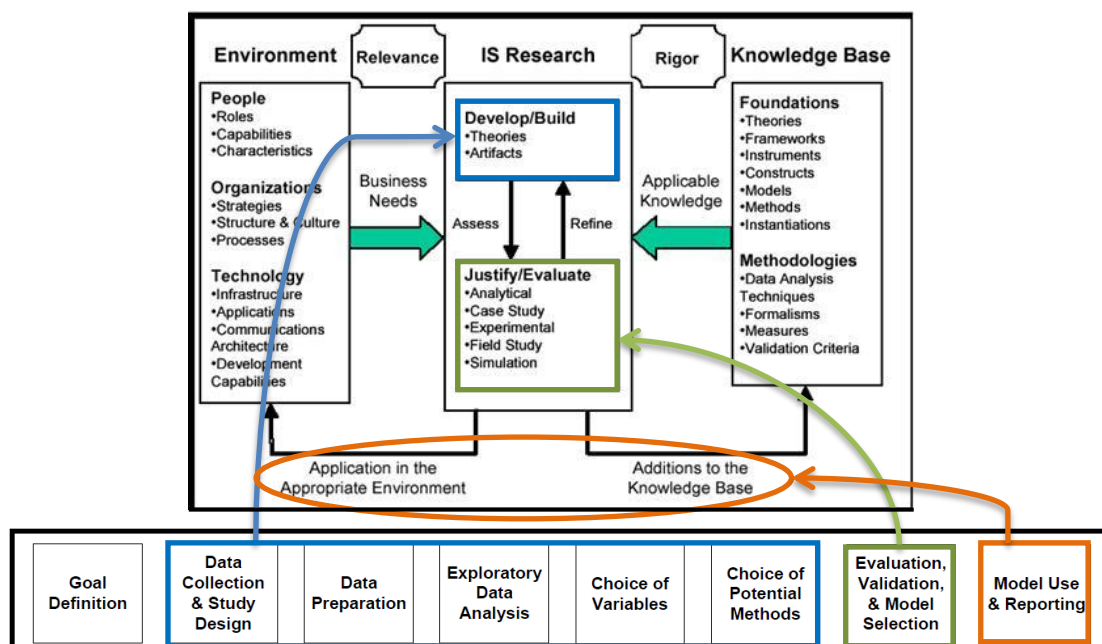 Environment
Relevance
IS Research
Rigor
Knowledge Base
People
•Roles
•Capabilities
•Characteristics
Organizations
•Strategies
•Structure & Culture
•Processes
Technology
•Infrastructure
•Applications
•Communications
Architecture
•Development
Capabilities
Business
Needs
Develop/Build
•Theories
•Artifacts
Assess
Refine
Justify/Evaluate
•Analytical
•Case Study
•Experimental
•Field Study
•Simulation
Applicable
Knowledge
Foundations
•Theories
•Frameworks
•Instruments
•Constructs
•Models
•Methods
•Instantiations
Methodologies
•Data Analysis
Techniques
•Formalisms
•Measures
•Validation Criteria
Application in the
Appropriate Environment
Additions to the
Knowledge Base
Goal
Definition
Data
Collection
& Study
Design
Data
Preparation
Exploratory
Data
Analysis
Choice of
Variables
Choice of
Potential
Methods
Evaluation,
Validation,
& Model
Selection
Model Use
& Reporting